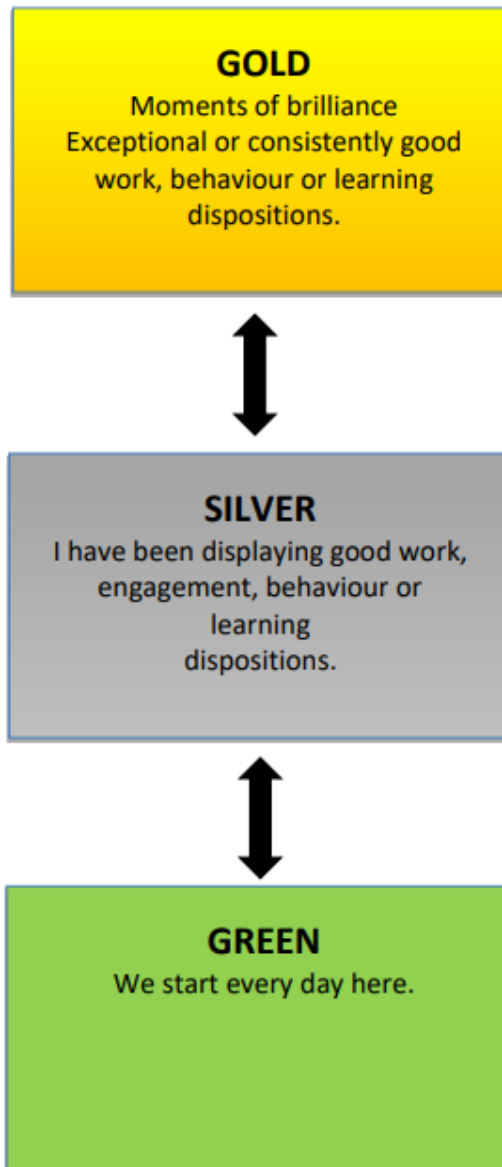 GOLD
Moments of brilliance
Exceptional or consistently good
work, behaviour or learning
dispositions.
SILVER
I have been displaying good work,
engagement, behaviour or
learning
dispositions.
GREEN
We start every day here.